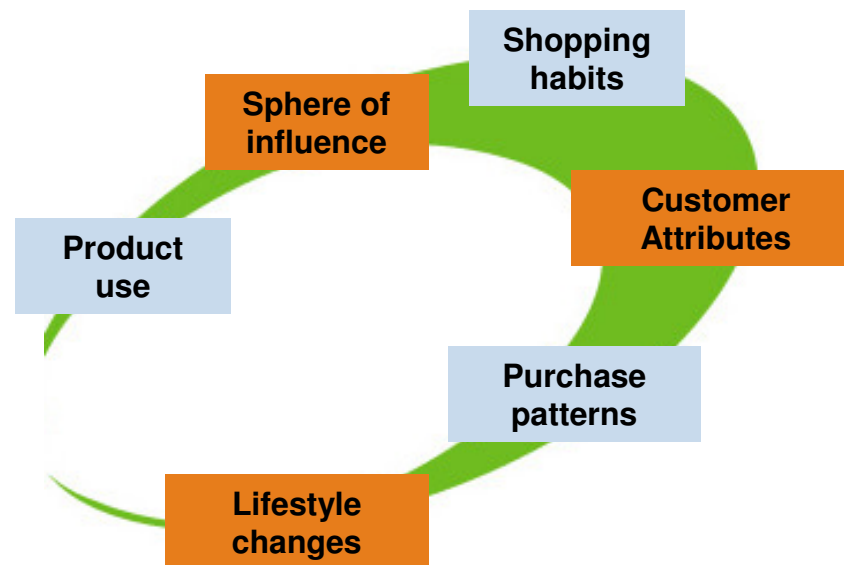 Shopping
habits
Sphere of
influence
Customer
Attributes
Product
use
Purchase
patterns
Lifestyle
changes